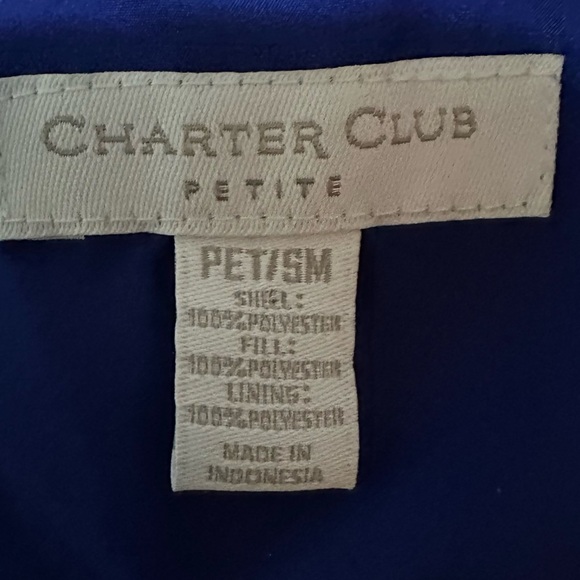 CHARTER CLUB
PETITE
PET/SM
SHELL:
100%POLYESTER
FILL:
100%POLYESTER
LINING:
100%POLYESTER
MADE IN
INDONESIA